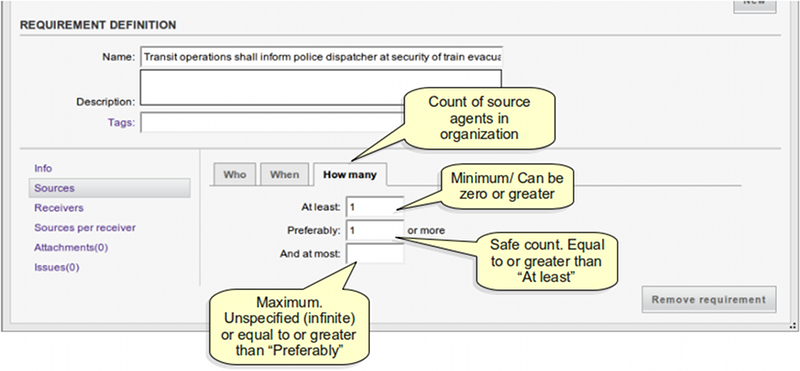 New
REQUIREMENT DEFINITION
Name: Transit operations shall inform police dispatcher at security of train evacua
Description:
Tags:
Count of source
agents in
organization
Info
Sources
Receivers
Sources per receiver
Attachments(0)
Issues(0)
Who When How many
At least: 1
Preferably: 1 or more
And at most:
Minimum/ Can be
zero or greater
Safe count. Equal
to or greater than
“At least”
Maximum.
Unspecified (infinite)
or equal to or greater
than “Preferably”
Remove requirement